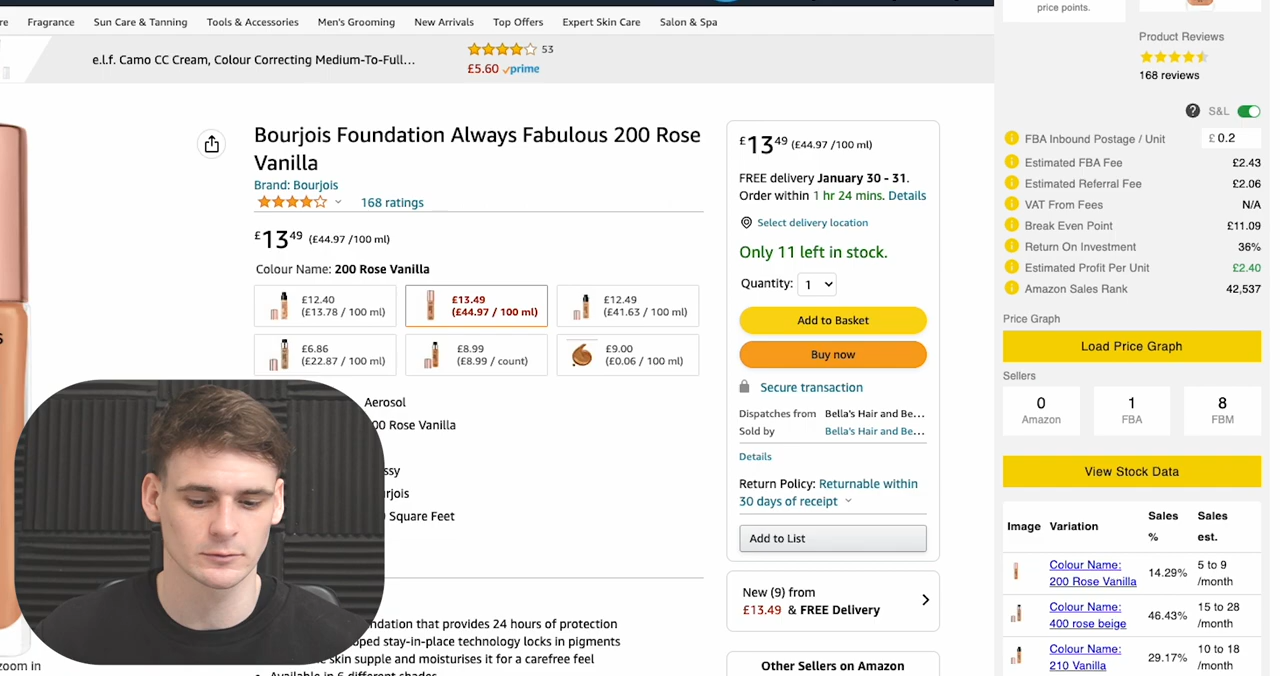 re Fragrance Sun Care & Tanning Tools & Accessories Men's Grooming New Arrivals Top Offers Expert Skin Care Salon & Spa
e.l.f. Camo CC Cream, Colour Correcting Medium-To-Full...
53
£5.60 prime
Bourjois Foundation Always Fabulous 200 Rose
Vanilla
Brand: Bourjois
168 ratings
£13.49 (£44.97 /100 ml)
Colour Name: 200 Rose Vanilla
£12.40
(£13.78 / 100 ml)
£13.49
(£44.97 / 100 ml)
£12.49
(£41.63 / 100 ml)
£6.86
(£22.87 / 100 ml)
£8.99
(£8.99 / count)
£9.00
(£0.06 / 100 ml)
Aerosol
00 Rose Vanilla
ssy
urjois
Square Feet
ndation that provides 24 hours of protection
oped stay-in-place technology locks in pigments
skin supple and moisturises it for a carefree feel
Available in 6 different shades
zoom in
£13.49 (£44.97 /100 ml)
FREE delivery January 30 - 31.
Order within 1 hr 24 mins. Details
Select delivery location
Only 11 left in stock.
Quantity: 1
Add to Basket
Buy now
Secure transaction
Dispatches from Bella's Hair and Be...
Sold by Bella's Hair and Be...
Details
Return Policy: Returnable within
30 days of receipt
Add to List
New (9) from
£13.49 & FREE Delivery
Other Sellers on Amazon
price points.
Product Reviews
168 reviews
? S&L
FBA Inbound Postage / Unit £ 0.2
Estimated FBA Fee £2.43
Estimated Referral Fee £2.06
VAT From Fees N/A
Break Even Point £11.09
Return On Investment 36%
Estimated Profit Per Unit £2.40
Amazon Sales Rank 42,537
Price Graph
Load Price Graph
Sellers
0 1 8
Amazon FBA FBM
View Stock Data
Image Variation Sales % Sales est.
Colour Name: 200 Rose Vanilla 14.29% 5 to 9 /month
Colour Name: 400 rose beige 46.43% 15 to 28 /month
Colour Name: 210 Vanilla 29.17% 10 to 18 /month